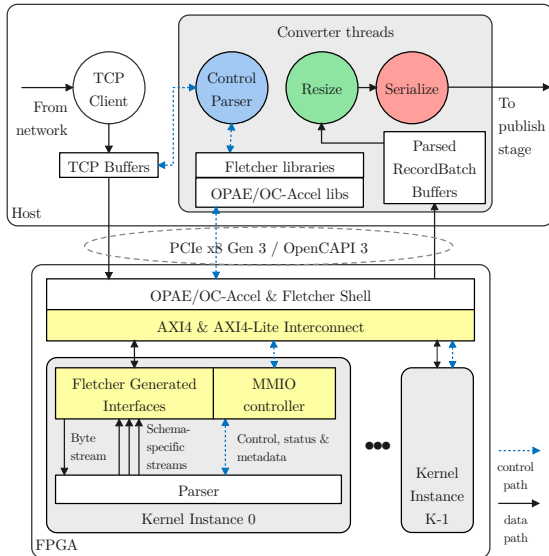 Converter threads
TCP
Client
Control
Parser
Resize
Serialize
From
network
To
publish
stage
TCP Buffers
Fletcher libraries
OPAE/OC-Accel libs
Parsed
RecordBatch
Buffers
Host
PCIe x8 Gen 3 / OpenCAPI 3
OPAE/OC-Accel & Fletcher Shell
AXI4 & AXI4-Lite Interconnect
Fletcher Generated
Interfaces
MMIO
controller
Byte
stream
Schema-
specific
streams
Control, status &
metadata
Parser
Kernel Instance 0
Kernel
Instance
K-1
control
path
data
path
FPGA